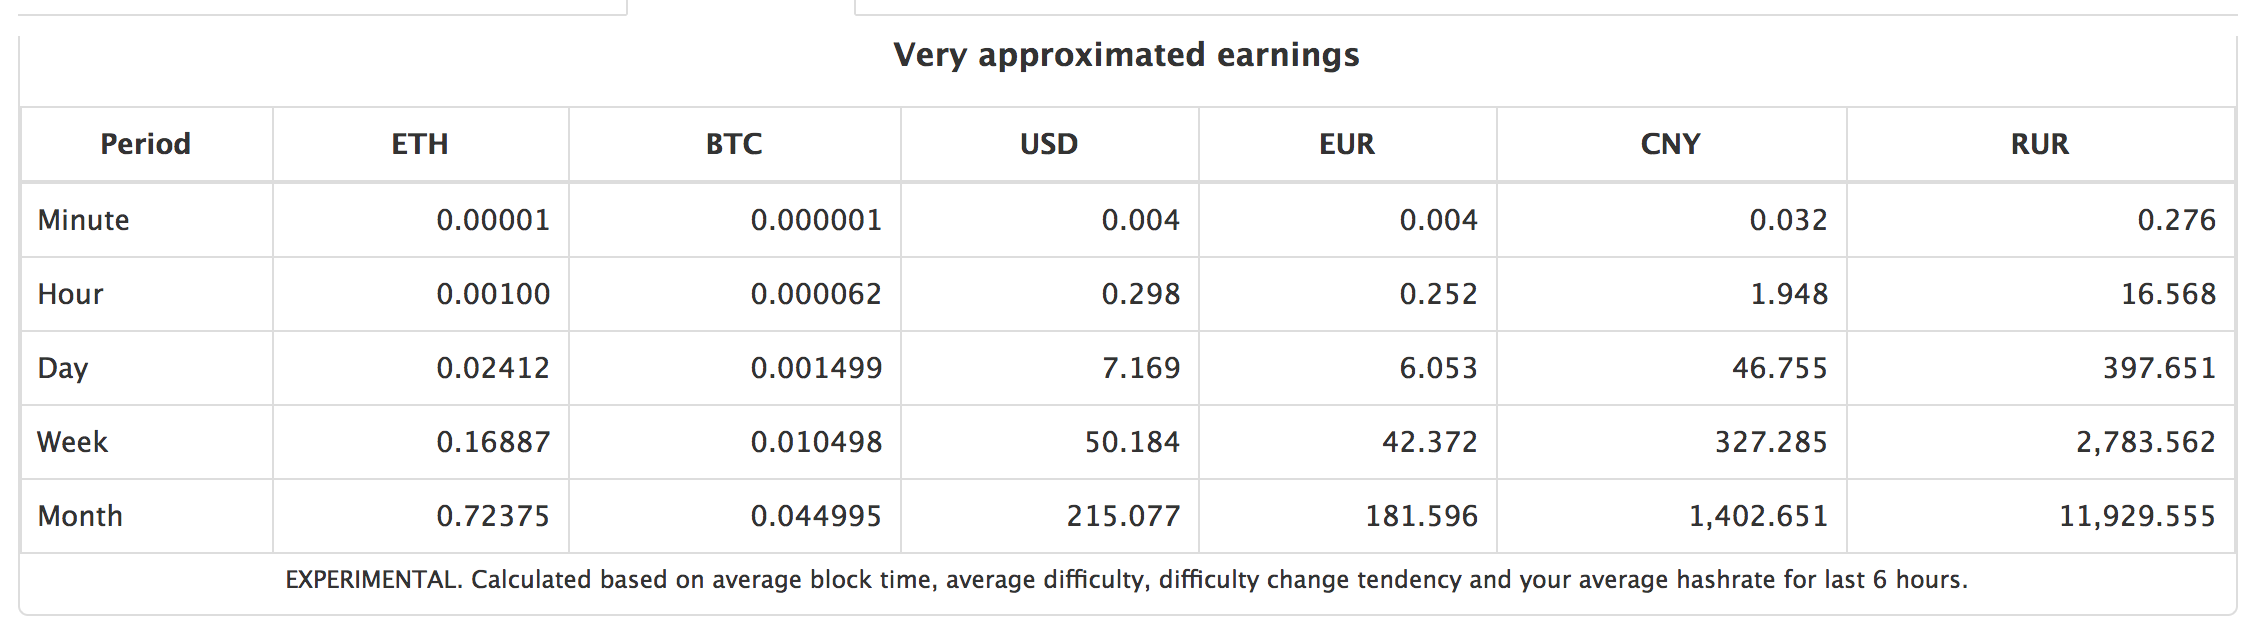 Very approximated earnings
Period ETH BTC USD EUR CNY RUR
Minute 0.00001 0.000001 0.004 0.004 0.032 0.276
Hour 0.00100 0.000062 0.298 0.252 1.948 16.568
Day 0.02412 0.001499 7.169 6.053 46.755 397.651
Week 0.16887 0.010498 50.184 42.372 327.285 2,783.562
Month 0.72375 0.044995 215.077 181.596 1,402.651 11,929.555
EXPERIMENTAL. Calculated based on average block time, average difficulty, difficulty change tendency and your average hashrate for last 6 hours.